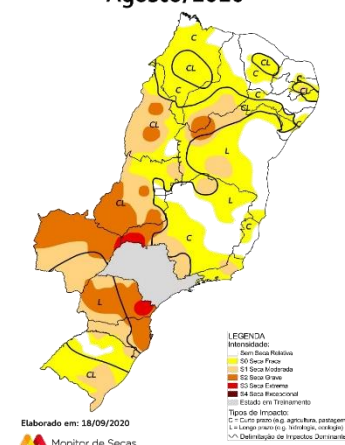 Agosto/2020
C
CL
C
C
CL
C
CL
C
CL
CL
L
L
L
CL
C
C
L
CL
LEGENDA
Intensidade:
Sem Seca Relativa
S0 Seca Fraca
S1 Seca Moderada
S2 Seca Grave
S3 Seca Extrema
S4 Seca Excepcional
Estado em Treinamento
Tipos de Impacto:
C = Curto prazo (e.g. agricultura, pastagem)
L = Longo prazo (e.g. hidrologia, ecologia)
Delimitação de Impactos Dominantes
Elaborado em: 18/09/2020
Monitor de Secas